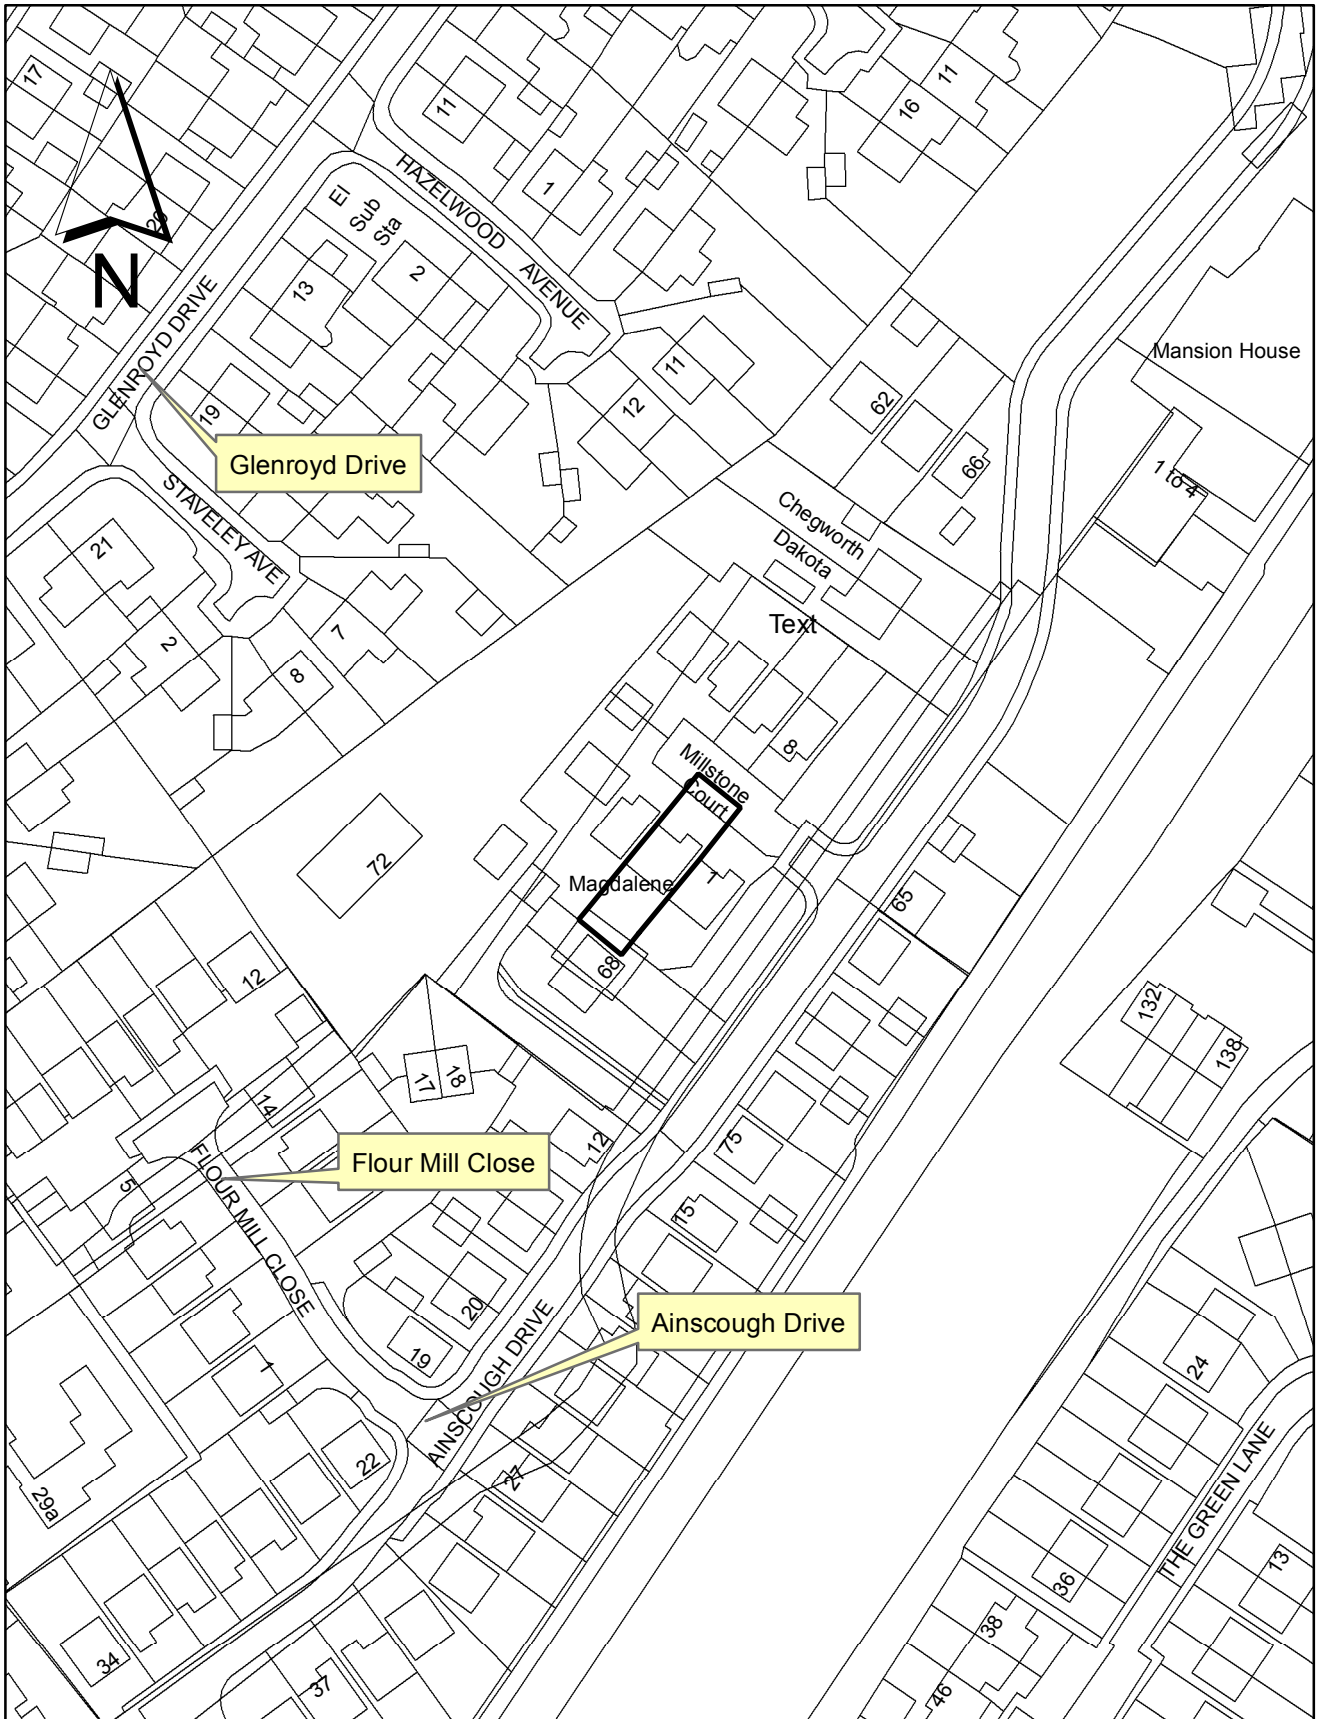 17
11
16
11
HAZELWOOD AVENUE
1
El
Sub
Sta
26
2
13
N
GLENROYD DRIVE
Mansion House
11
19
12
62
Glenroyd Drive
66
1 to 4
STAVELEY AVE
Chegworth
21
Dakota
Text
7
2
8
8
Millstone
Court
72
Magdalene
1
65
68
12
132
17
18
138
14
12
75
Flour Mill Close
5
15
FLOUR MILL CLOSE
20
Ainscough Drive
19
AINSCOUGH DRIVE
1
24
22
27
29a
THE GREEN LANE
13
36
38
34
37
46